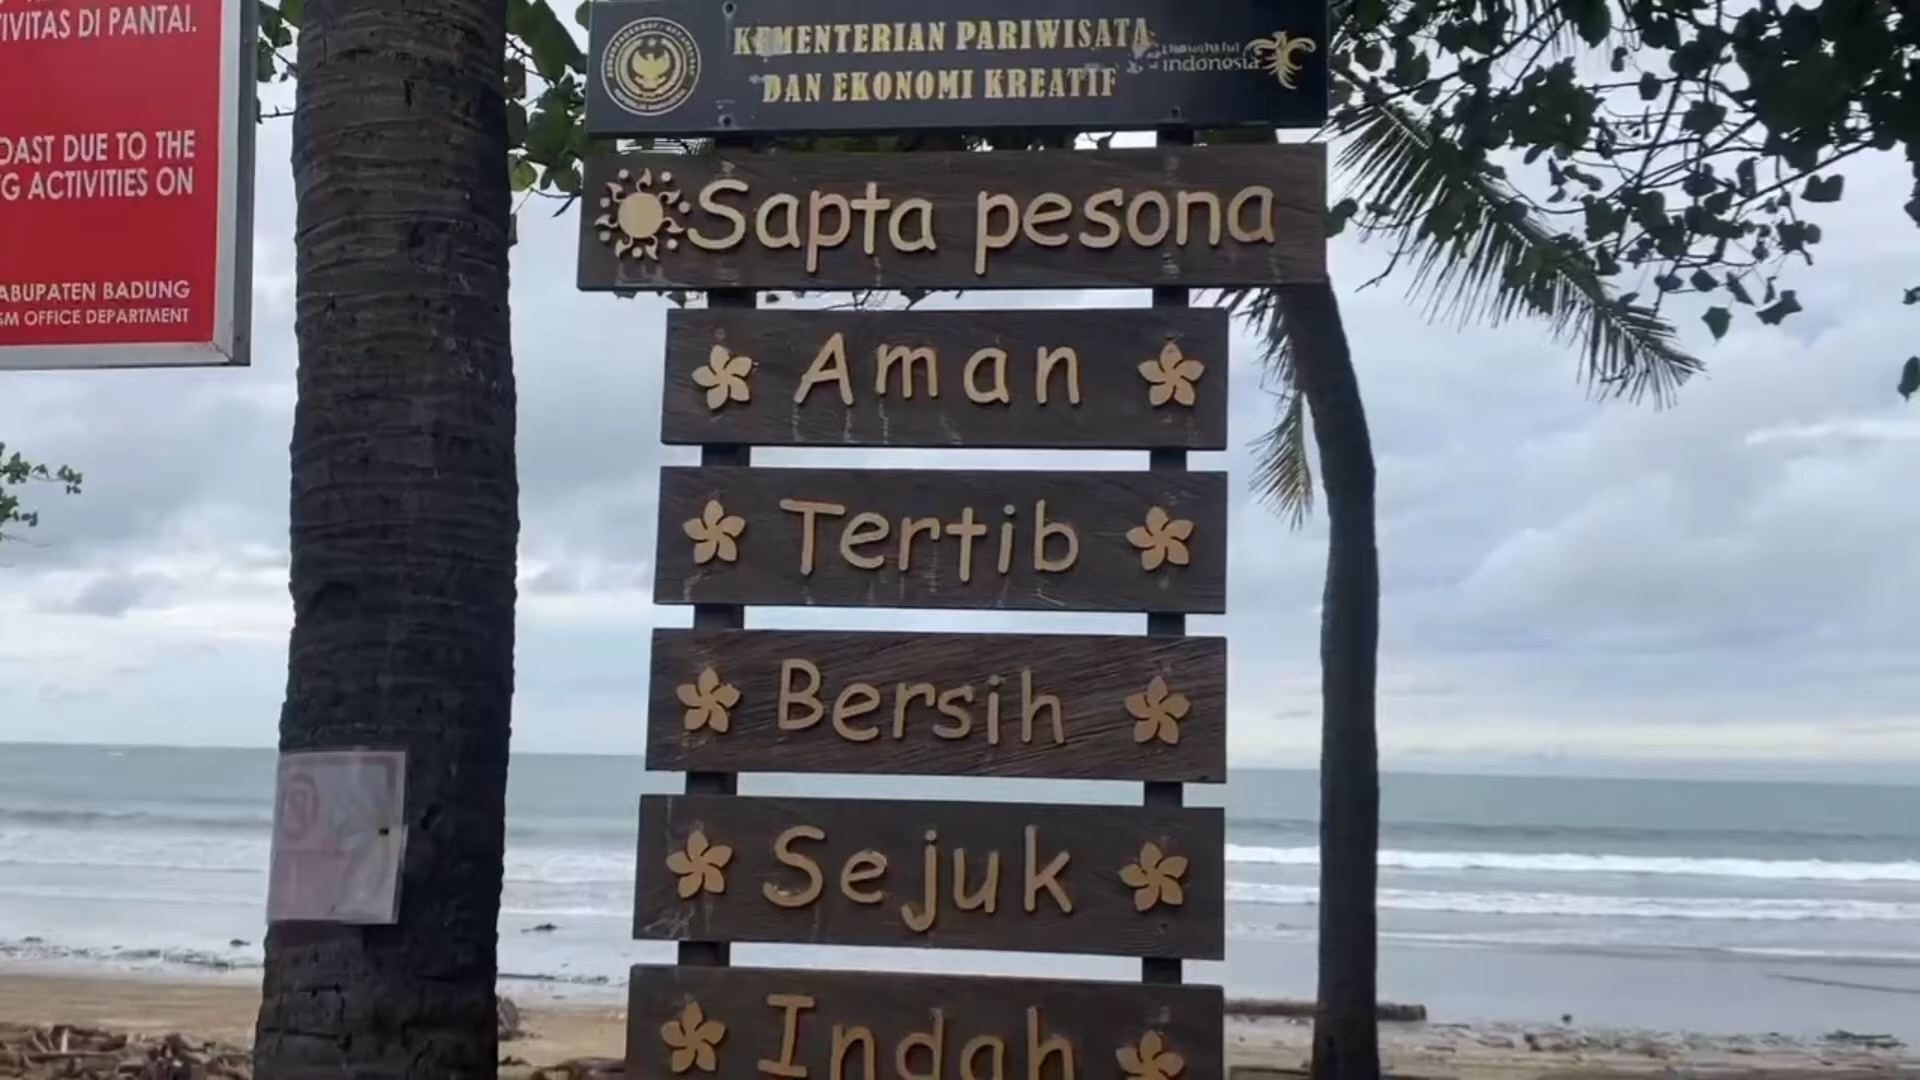 IVITAS DI PANTAI.
OAST DUE TO THE
G ACTIVITIES ON
ABUPATEN BADUNG
SM OFFICE DEPARTMENT
KEMENTERIAN PARIWISATA
DAN EKONOMI KREATIF
indonesia
Sapta pesona
Aman
Tertib
Bersih
Sejuk
Indah